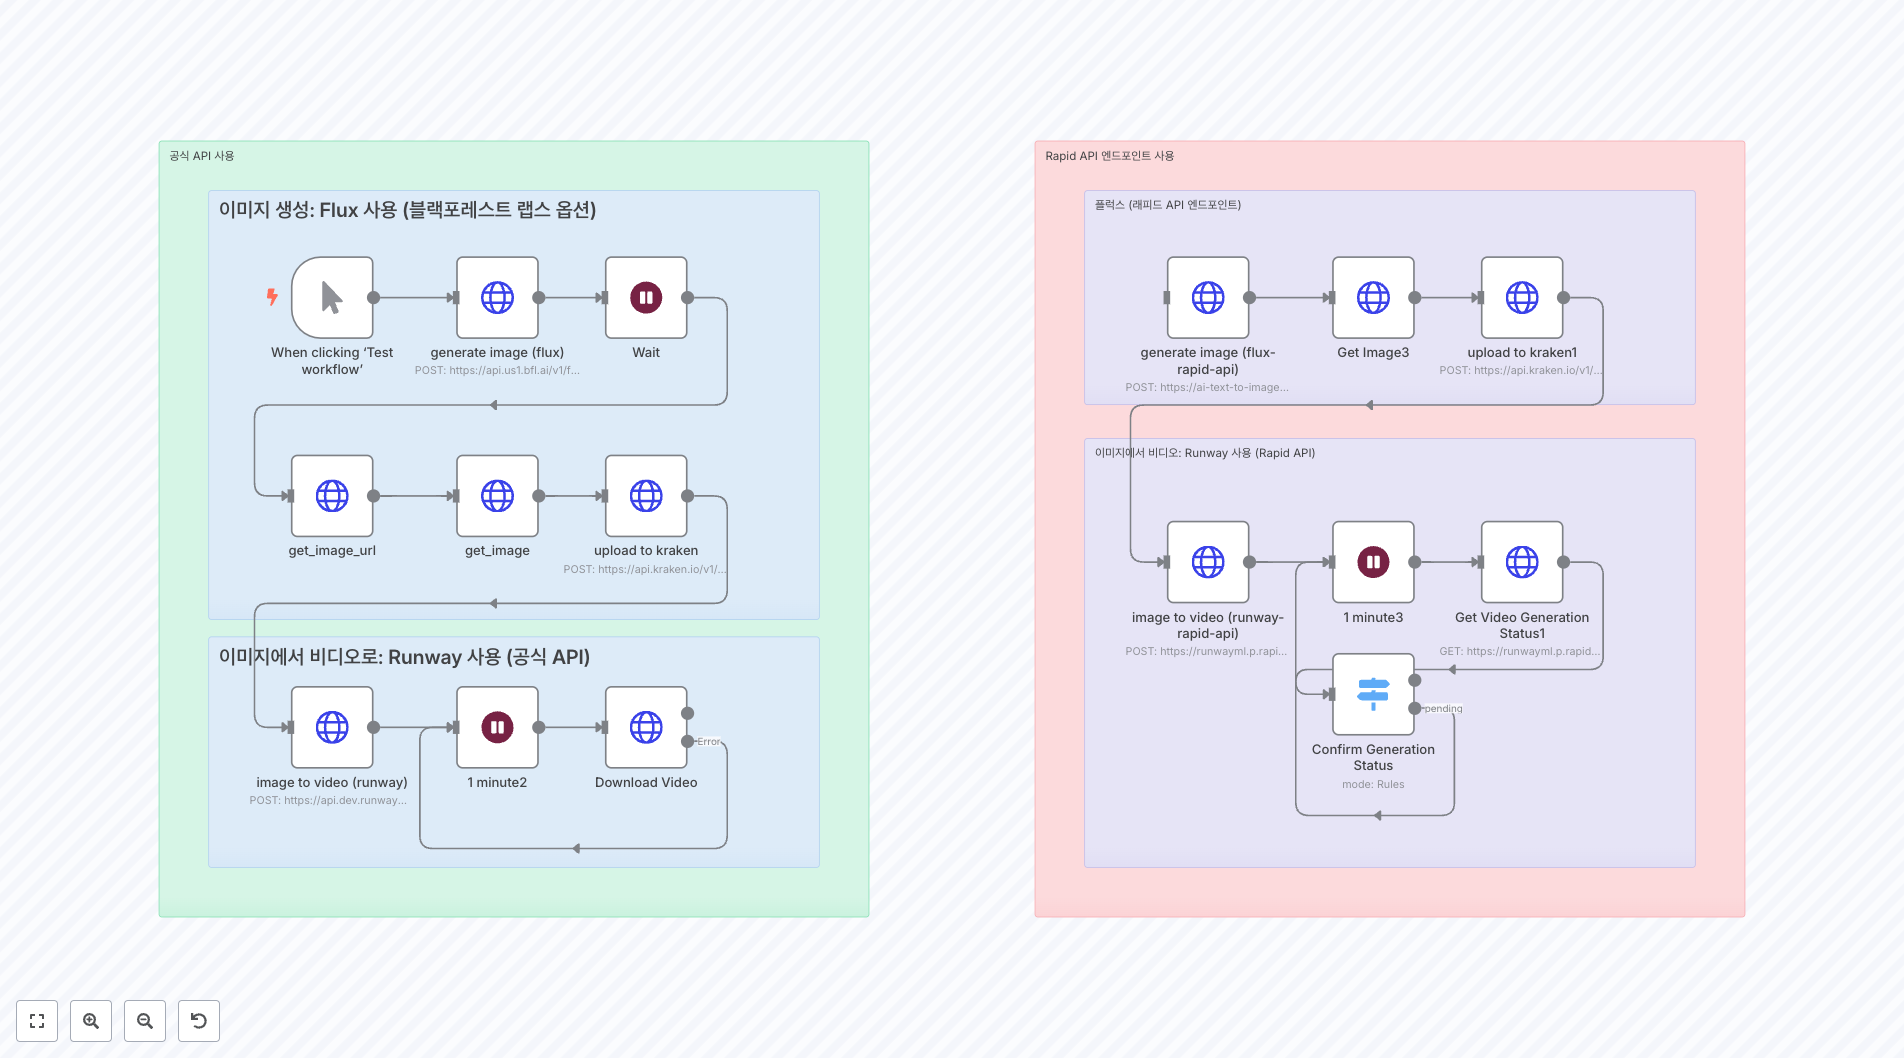 공식 API 사용
이미지 생성: Flux 사용 (블랙포레스트 랩스 옵션)
When clicking ‘Test
workflow’
generate image (flux)
POST: https://api.us1.bfl.ai/v1/f...
Wait
get_image_url
get_image
upload to kraken
POST: https://api.kraken.io/v1/...
이미지에서 비디오로: Runway 사용 (공식 API)
image to video (runway)
POST: https://api.dev.runway...
1 minute2
Download Video
Error
Rapid API 엔드포인트 사용
플럭스 (래피드 API 엔드포인트)
generate image (flux-
rapid-api)
POST: https://ai-text-to-image...
Get Image3
upload to kraken1
POST: https://api.kraken.io/v1/...
이미지에서 비디오: Runway 사용 (Rapid API)
image to video (runway-
rapid-api)
POST: https://runwayml.p.rapi...
1 minute3
Get Video Generation
Status1
GET: https://runwayml.p.rapid...
pending
Confirm Generation
Status
mode: Rules